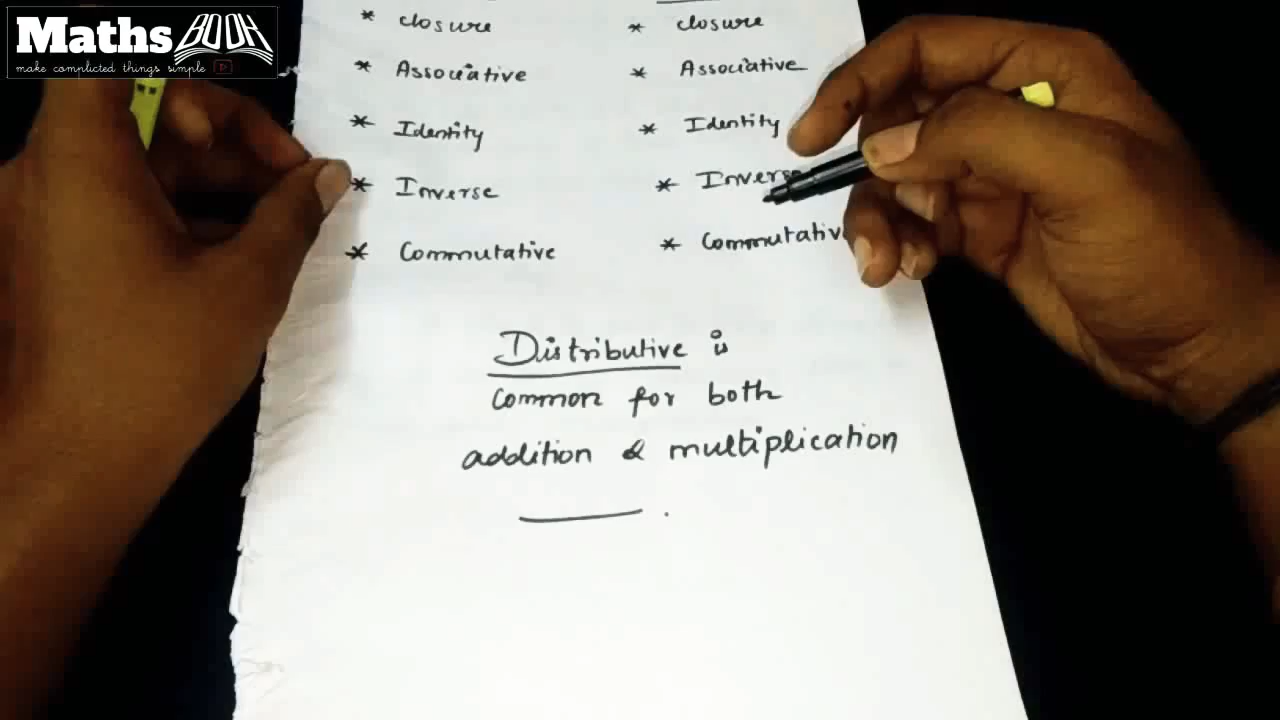 Maths BOOK
make complicted things simple
* closure
* Associative
* Identity
* Inverse
* Commutative
* closure
* Associative
* Identity
* Inverse
* Commutative
Distributive is
common for both
addition & multiplication